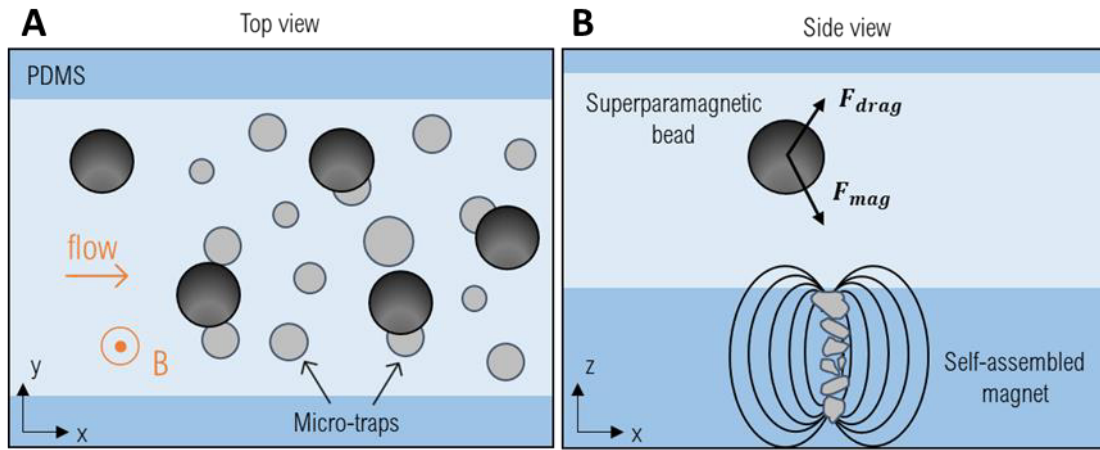 A
Top view
PDMS
flow
B
y
x
Micro-traps
B
Side view
Superparamagnetic
bead
F_drag
F_mag
z
x
Self-assembled
magnet